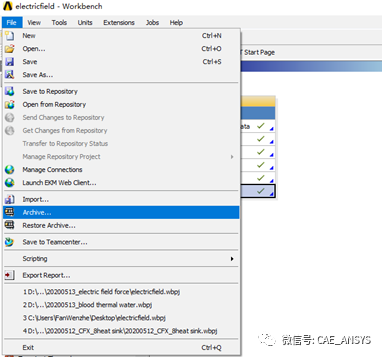 electricfield - Workbench
File View Tools Units Extensions Jobs Help
New Ctrl+N
Open... Ctrl+O
Save Ctrl+S
Save As...
T Start Page
Save to Repository
Open from Repository
Send Changes to Repository
Get Changes from Repository
Transfer to Repository Status
Manage Repository Project
Manage Connections
Launch EKM Web Client...
Import...
Archive...
Restore Archive...
Save to Teamcenter...
Scripting
Export Report...
1 D:\...\20200513_electric field force\electricfield.wbpj
2 D:\...\20200513_blood thermal water.wbpj
3 C:\Users\FanWenzhe\Desktop\electricfield.wbpj
4 D:\...\20200512_CFX_8heat sink\20200512_CFX_8heat sink.wbpj
Exit Ctrl+Q
微信号: CAE_ANSYS